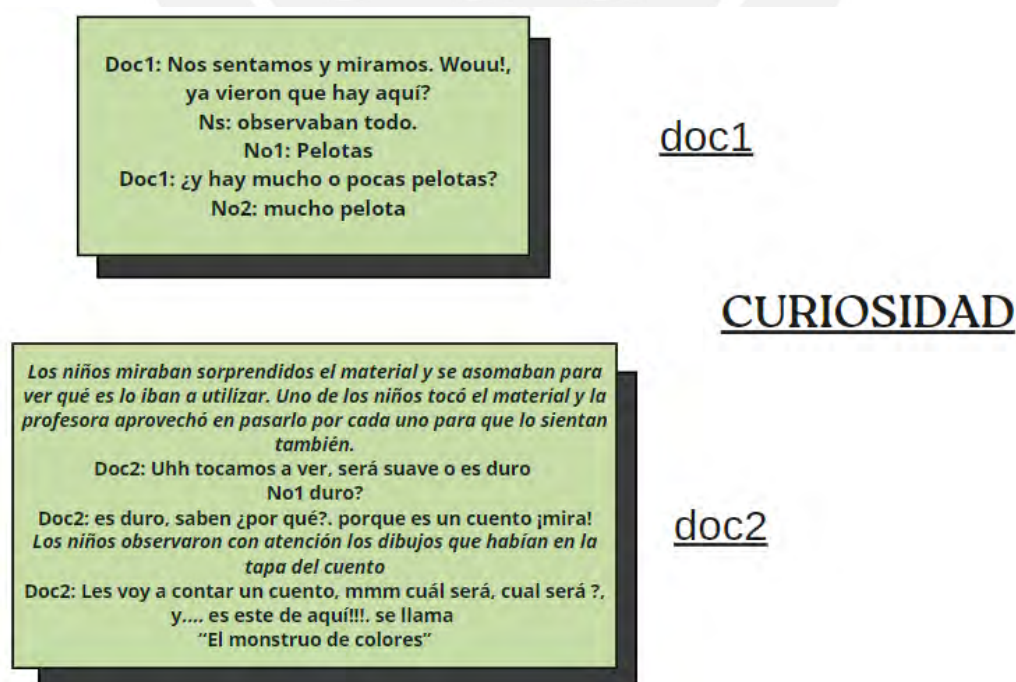 Doc1: Nos sentamos y miramos. Wouu!,
ya vieron que hay aquí?
Ns: observaban todo.
No1: Pelotas
Doc1: ¿y hay mucho o pocas pelotas?
No2: mucho pelota
doc1
CURIOSIDAD
Los niños miraban sorprendidos el material y se asomaban para
ver qué es lo iban a utilizar. Uno de los niños tocó el material y la
profesora aprovechó en pasarlo por cada uno para que lo sientan
también.
Doc2: Uhh tocamos a ver, será suave o es duro
No1 duro?
Doc2: es duro, saben ¿por qué?. porque es un cuento ¡mira!
Los niños observaron con atención los dibujos que habían en la
tapa del cuento
Doc2: Les voy a contar un cuento, mmm cuál será, cual será ?,
y.... es este de aquí!!!. se llama
“El monstruo de colores”
doc2